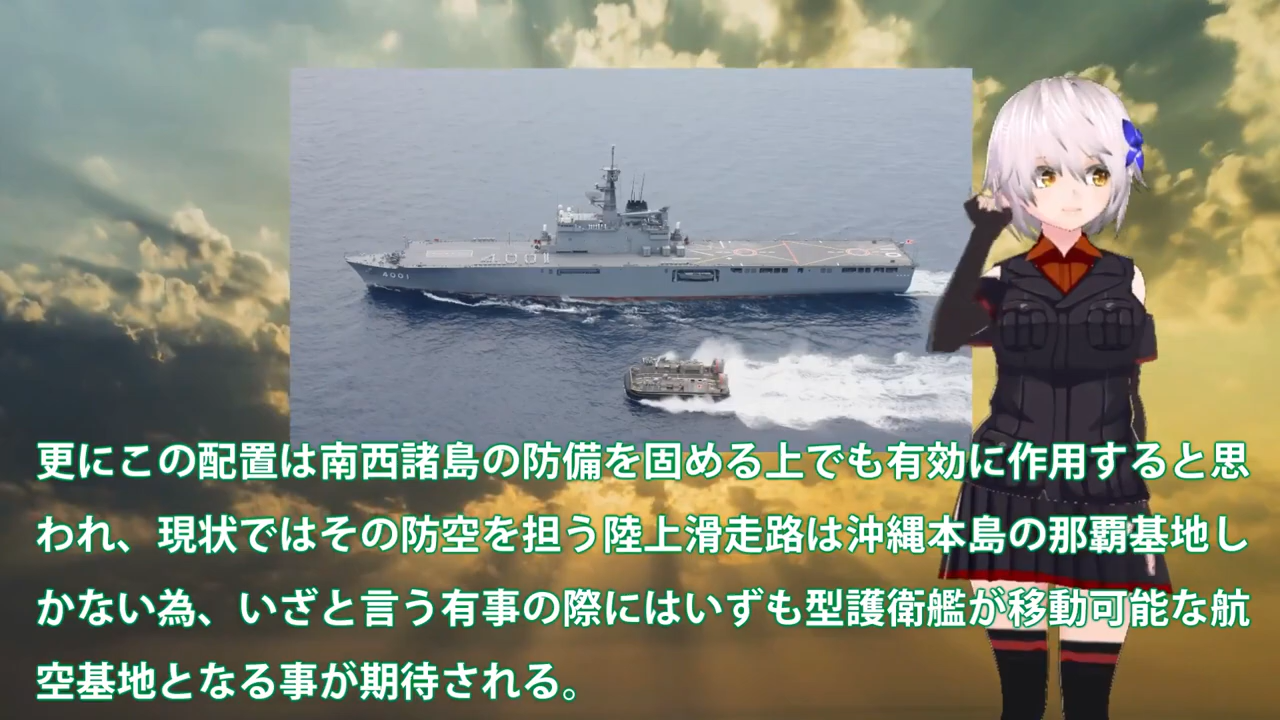 4001
4001
更にこの配置は南西諸島の防備を固める上でも有効に作用すると思
われ、現状ではその防空を担う陸上滑走路は沖縄本島の那覇基地し
かない為、いざと言う有事の際にはいずも型護衛艦が移動可能な航
空基地となる事が期待される。